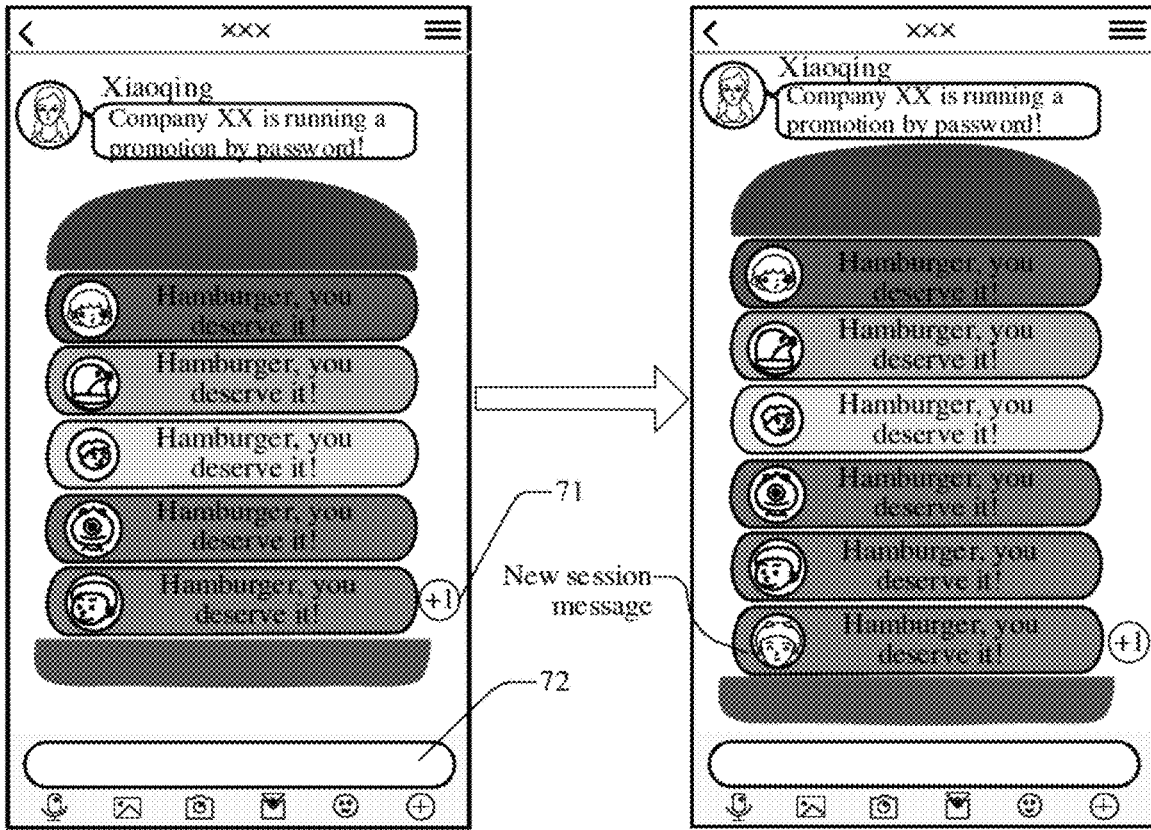 ×××
Xiaoqing
Company XX is running a
promotion by password!
Hamburger, you
deserve it!
Hamburger, you
deserve it!
Hamburger, you
deserve it!
Hamburger, you
deserve it!
Hamburger, you
deserve it!
+1
71
72
×××
Xiaoqing
Company XX is running a
promotion by password!
Hamburger, you
deserve it!
Hamburger, you
deserve it!
Hamburger, you
deserve it!
Hamburger, you
deserve it!
Hamburger, you
deserve it!
New session
message
Hamburger, you
deserve it!
+1